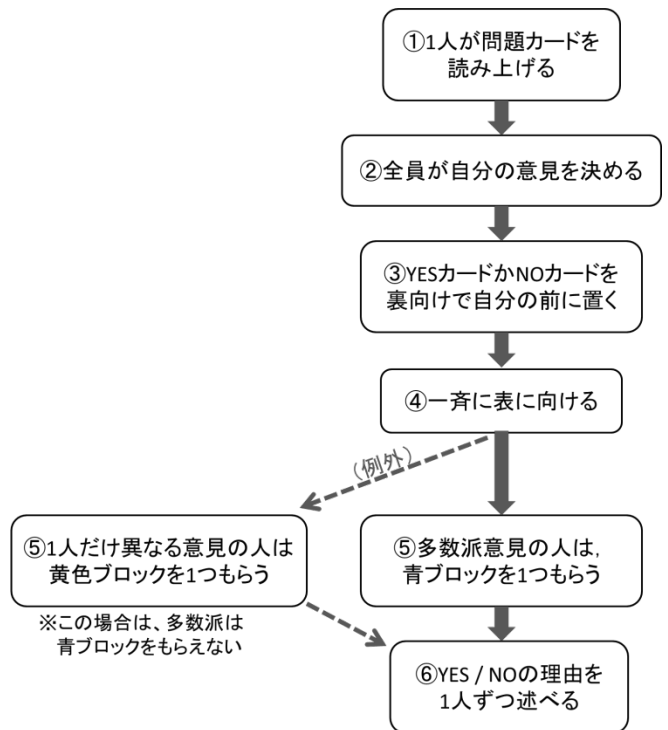 ①1人が問題カードを
読み上げる
②全員が自分の意見を決める
③YESカードかNOカードを
裏向けで自分の前に置く
④一斉に表に向ける
(例外)
⑤1人だけ異なる意見の人は
黄色ブロックを1つもらう
※この場合は、多数派は
青ブロックをもらえない
⑤多数派意見の人は,
青ブロックを1つもらう
⑥YES / NOの理由を
1人ずつ述べる